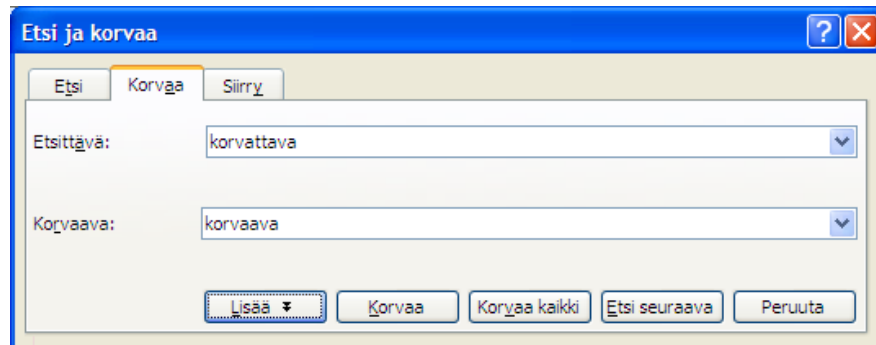 Etsi ja korvaa
Etsi Korvaa Siirry
Etsittävä: korvattava
Korvaava: korvaava
Lisää Korvaa Korvaa kaikki Etsi seuraava Peruuta